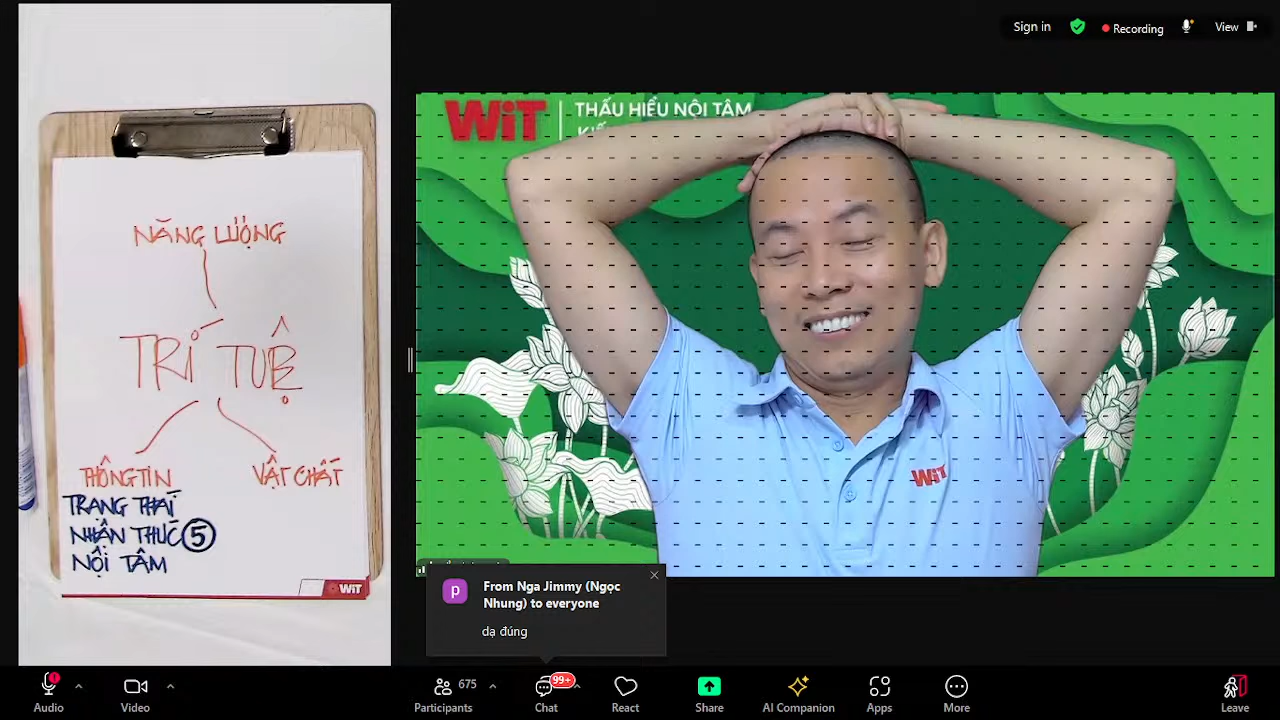 NĂNG LƯỢNG
TRÍ TUỆ
THÔNG TIN
VẬT CHẤT
TRẠNG THÁI
NHẬN THỨC 5
NỘI TÂM
WiT
Sign in
Recording
View
WiT
THẤU HIỂU NỘI TÂM
WiT
p
From Nga Jimmy (Ngọc
Nhung) to everyone
dạ đúng
Audio
Video
675
Participants
99+
Chat
React
Share
AI Companion
Apps
More
Leave